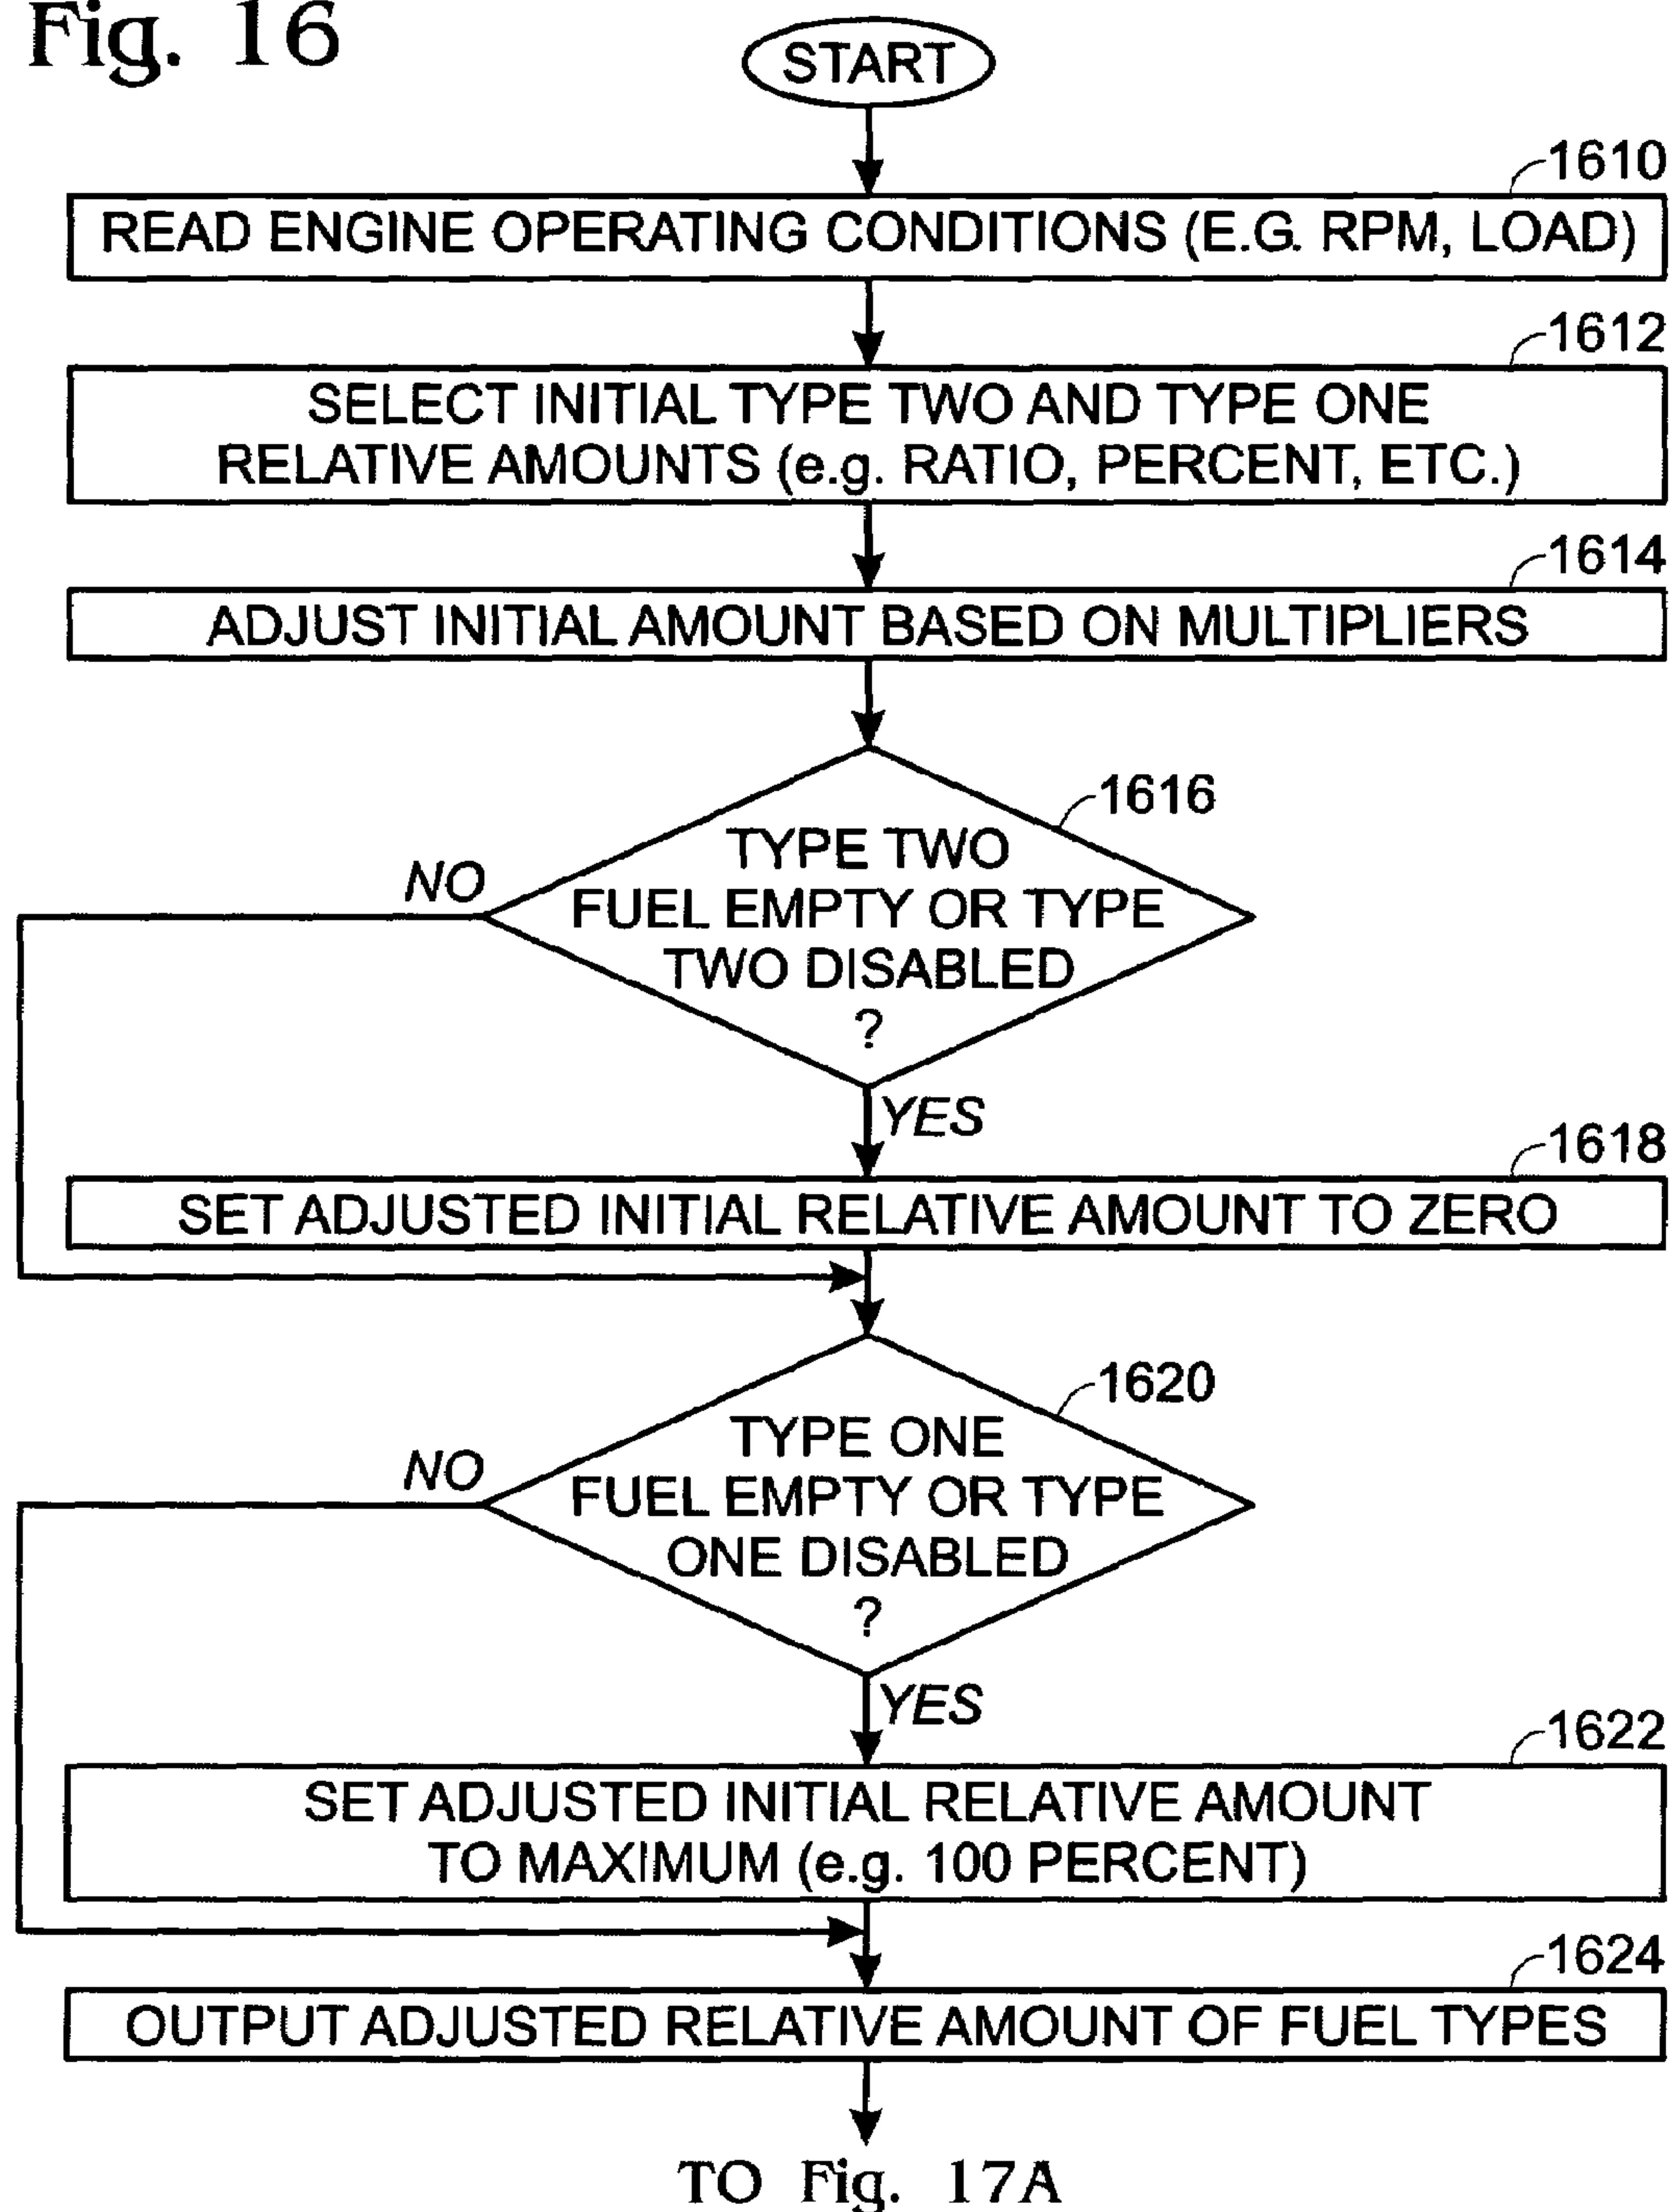 Fig. 16
START
1610
READ ENGINE OPERATING CONDITIONS (E.G. RPM, LOAD)
1612
SELECT INITIAL TYPE TWO AND TYPE ONE
RELATIVE AMOUNTS (e.g. RATIO, PERCENT, ETC.)
1614
ADJUST INITIAL AMOUNT BASED ON MULTIPLIERS
1616
TYPE TWO
FUEL EMPTY OR TYPE
TWO DISABLED
?
NO
YES
1618
SET ADJUSTED INITIAL RELATIVE AMOUNT TO ZERO
1620
TYPE ONE
FUEL EMPTY OR TYPE
ONE DISABLED
?
NO
YES
1622
SET ADJUSTED INITIAL RELATIVE AMOUNT
TO MAXIMUM (e.g. 100 PERCENT)
1624
OUTPUT ADJUSTED RELATIVE AMOUNT OF FUEL TYPES
TO Fig. 17A